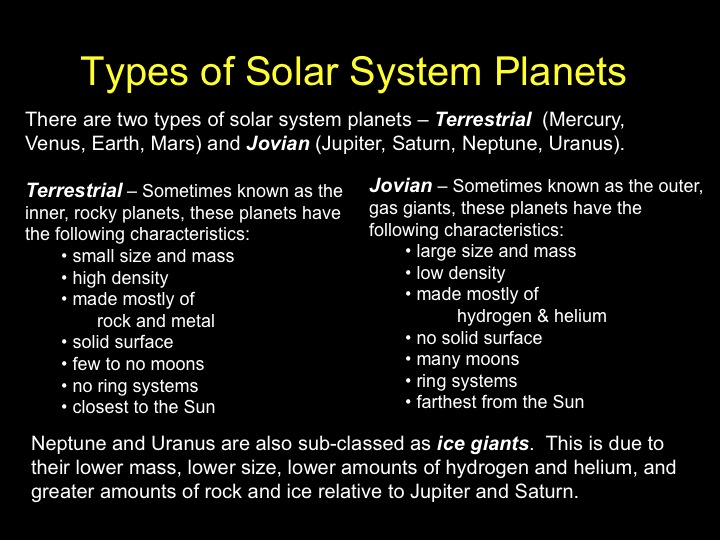 Types of Solar System Planets
There are two types of solar system planets – Terrestrial  (Mercury,
Venus, Earth, Mars) and Jovian (Jupiter, Saturn, Neptune, Uranus).
Terrestrial – Sometimes known as the
inner, rocky planets, these planets have
the following characteristics:
• small size and mass
• high density
• made mostly of
rock and metal
• solid surface
• few to no moons
• no ring systems
• closest to the Sun
Jovian – Sometimes known as the outer,
gas giants, these planets have the
following characteristics:
• large size and mass
• low density
• made mostly of
hydrogen & helium
• no solid surface
• many moons
• ring systems
• farthest from the Sun
Neptune and Uranus are also sub-classed as ice giants.  This is due to
their lower mass, lower size, lower amounts of hydrogen and helium, and
greater amounts of rock and ice relative to Jupiter and Saturn.